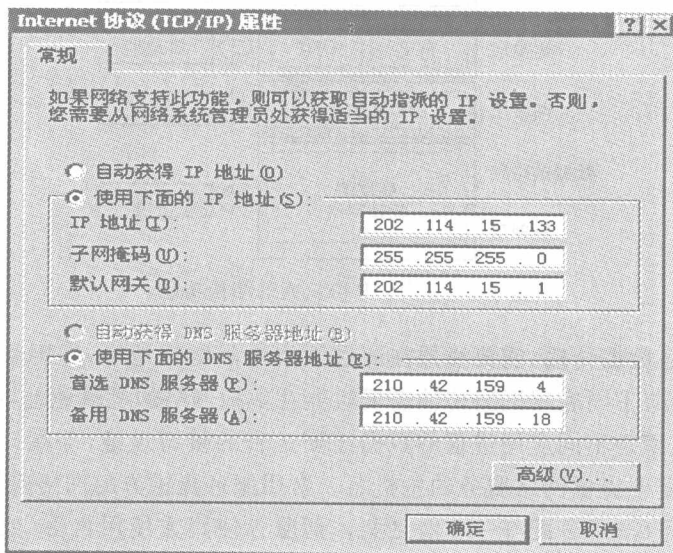 Internet 协议 (TCP/IP) 属性
常规
如果网络支持此功能，则可以获取自动指派的 IP 设置。否则，
您需要从网络系统管理员处获得适当的 IP 设置。
自动获得 IP 地址(O)
使用下面的 IP 地址(S):
IP 地址(I): 202 .114 . 15 .133
子网掩码(U): 255 .255 .255 . 0
默认网关(D): 202 .114 . 15 . 1
自动获得 DNS 服务器地址(B)
使用下面的 DNS 服务器地址(E):
首选 DNS 服务器(P): 210 . 42 .159 . 4
备用 DNS 服务器(A): 210 . 42 .159 . 18
高级(V)...
确定 取消